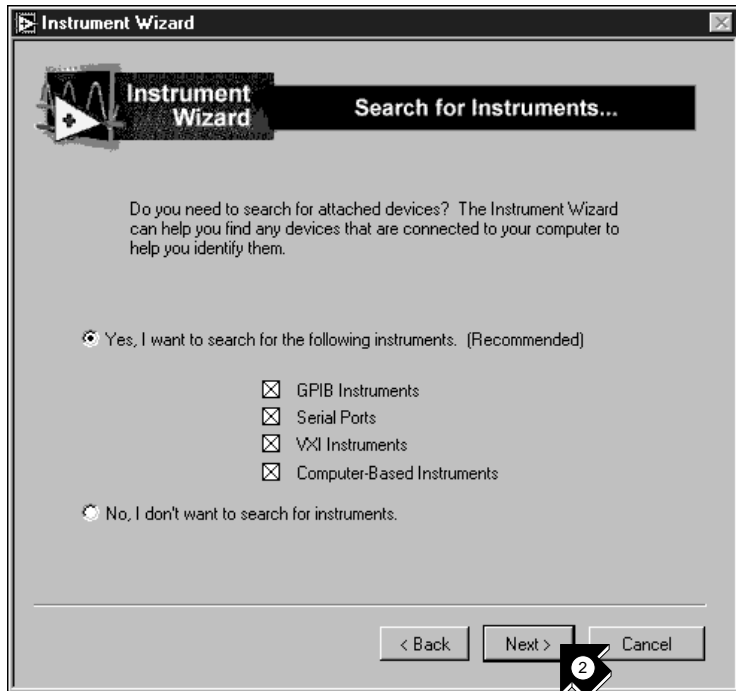 Instrument Wizard
Instrument
Wizard
Search for Instruments...
Do you need to search for attached devices? The Instrument Wizard
can help you find any devices that are connected to your computer to
help you identify them.
Yes, I want to search for the following instruments. (Recommended)
GPIB Instruments
Serial Ports
VXI Instruments
Computer-Based Instruments
No, I don't want to search for instruments.
< Back Next > Cancel
2